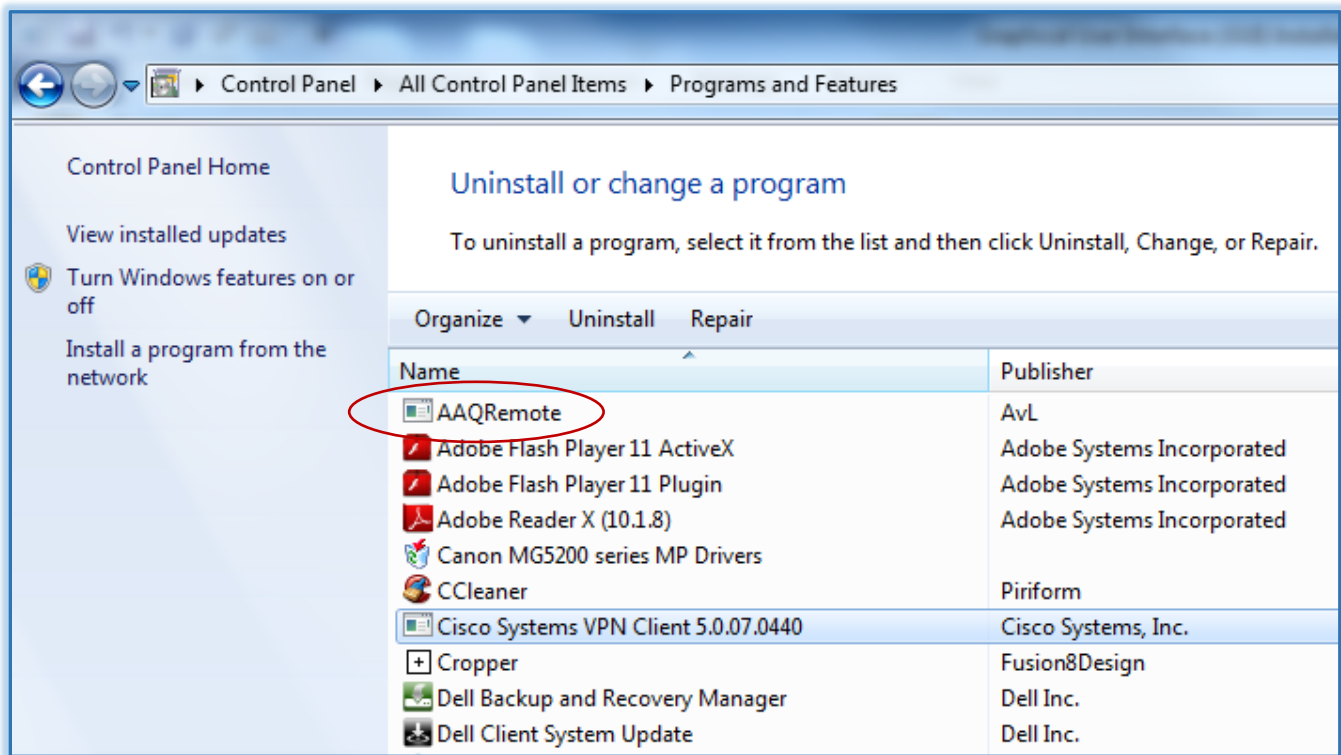 Control Panel All Control Panel Items Programs and Features
Control Panel Home
View installed updates
Turn Windows features on or
off
Install a program from the
network
Uninstall or change a program
To uninstall a program, select it from the list and then click Uninstall, Change, or Repair.
Organize Uninstall Repair
Name Publisher
AAQRemote AvL
Adobe Flash Player 11 ActiveX Adobe Systems Incorporated
Adobe Flash Player 11 Plugin Adobe Systems Incorporated
Adobe Reader X (10.1.8) Adobe Systems Incorporated
Canon MG5200 series MP Drivers
CCleaner Piriform
Cisco Systems VPN Client 5.0.07.0440 Cisco Systems, Inc.
Cropper Fusion8Design
Dell Backup and Recovery Manager Dell Inc.
Dell Client System Update Dell Inc.